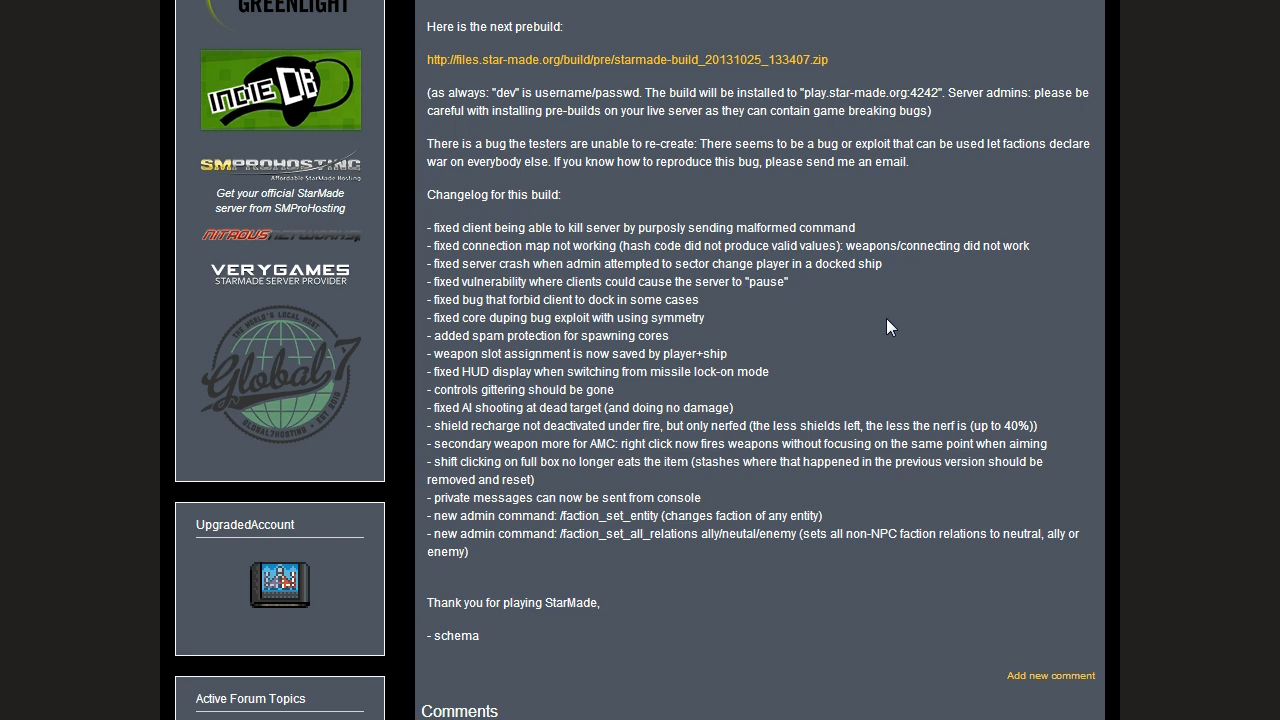 GREENLIGHT
INDIE DB
SMPROHOSTING
Affordable StarMade Hosting
Get your official StarMade
server from SMProHosting
NITROUSNETWORKS
VERYGAMES
STARMADE SERVER PROVIDER
THE WORLD'S LOCAL HOST
Global7
GLOBAL7HOSTING • EST 2010
UpgradedAccount
Active Forum Topics
Here is the next prebuild:
http://files.star-made.org/build/pre/starmade-build_20131025_133407.zip
(as always: "dev" is username/passwd. The build will be installed to "play.star-made.org:4242". Server admins: please be
careful with installing pre-builds on your live server as they can contain game breaking bugs)
There is a bug the testers are unable to re-create: There seems to be a bug or exploit that can be used let factions declare
war on everybody else. If you know how to reproduce this bug, please send me an email.
Changelog for this build:
- fixed client being able to kill server by purposly sending malformed command
- fixed connection map not working (hash code did not produce valid values): weapons/connecting did not work
- fixed server crash when admin attempted to sector change player in a docked ship
- fixed vulnerability where clients could cause the server to "pause"
- fixed bug that forbid client to dock in some cases
- fixed core duping bug exploit with using symmetry
- added spam protection for spawning cores
- weapon slot assignment is now saved by player+ship
- fixed HUD display when switching from missile lock-on mode
- controls gittering should be gone
- fixed AI shooting at dead target (and doing no damage)
- shield recharge not deactivated under fire, but only nerfed (the less shields left, the less the nerf is (up to 40%))
- secondary weapon more for AMC: right click now fires weapons without focusing on the same point when aiming
- shift clicking on full box no longer eats the item (stashes where that happened in the previous version should be
removed and reset)
- private messages can now be sent from console
- new admin command: /faction_set_entity (changes faction of any entity)
- new admin command: /faction_set_all_relations ally/neutal/enemy (sets all non-NPC faction relations to neutral, ally or
enemy)
Thank you for playing StarMade,
- schema
Add new comment
Comments